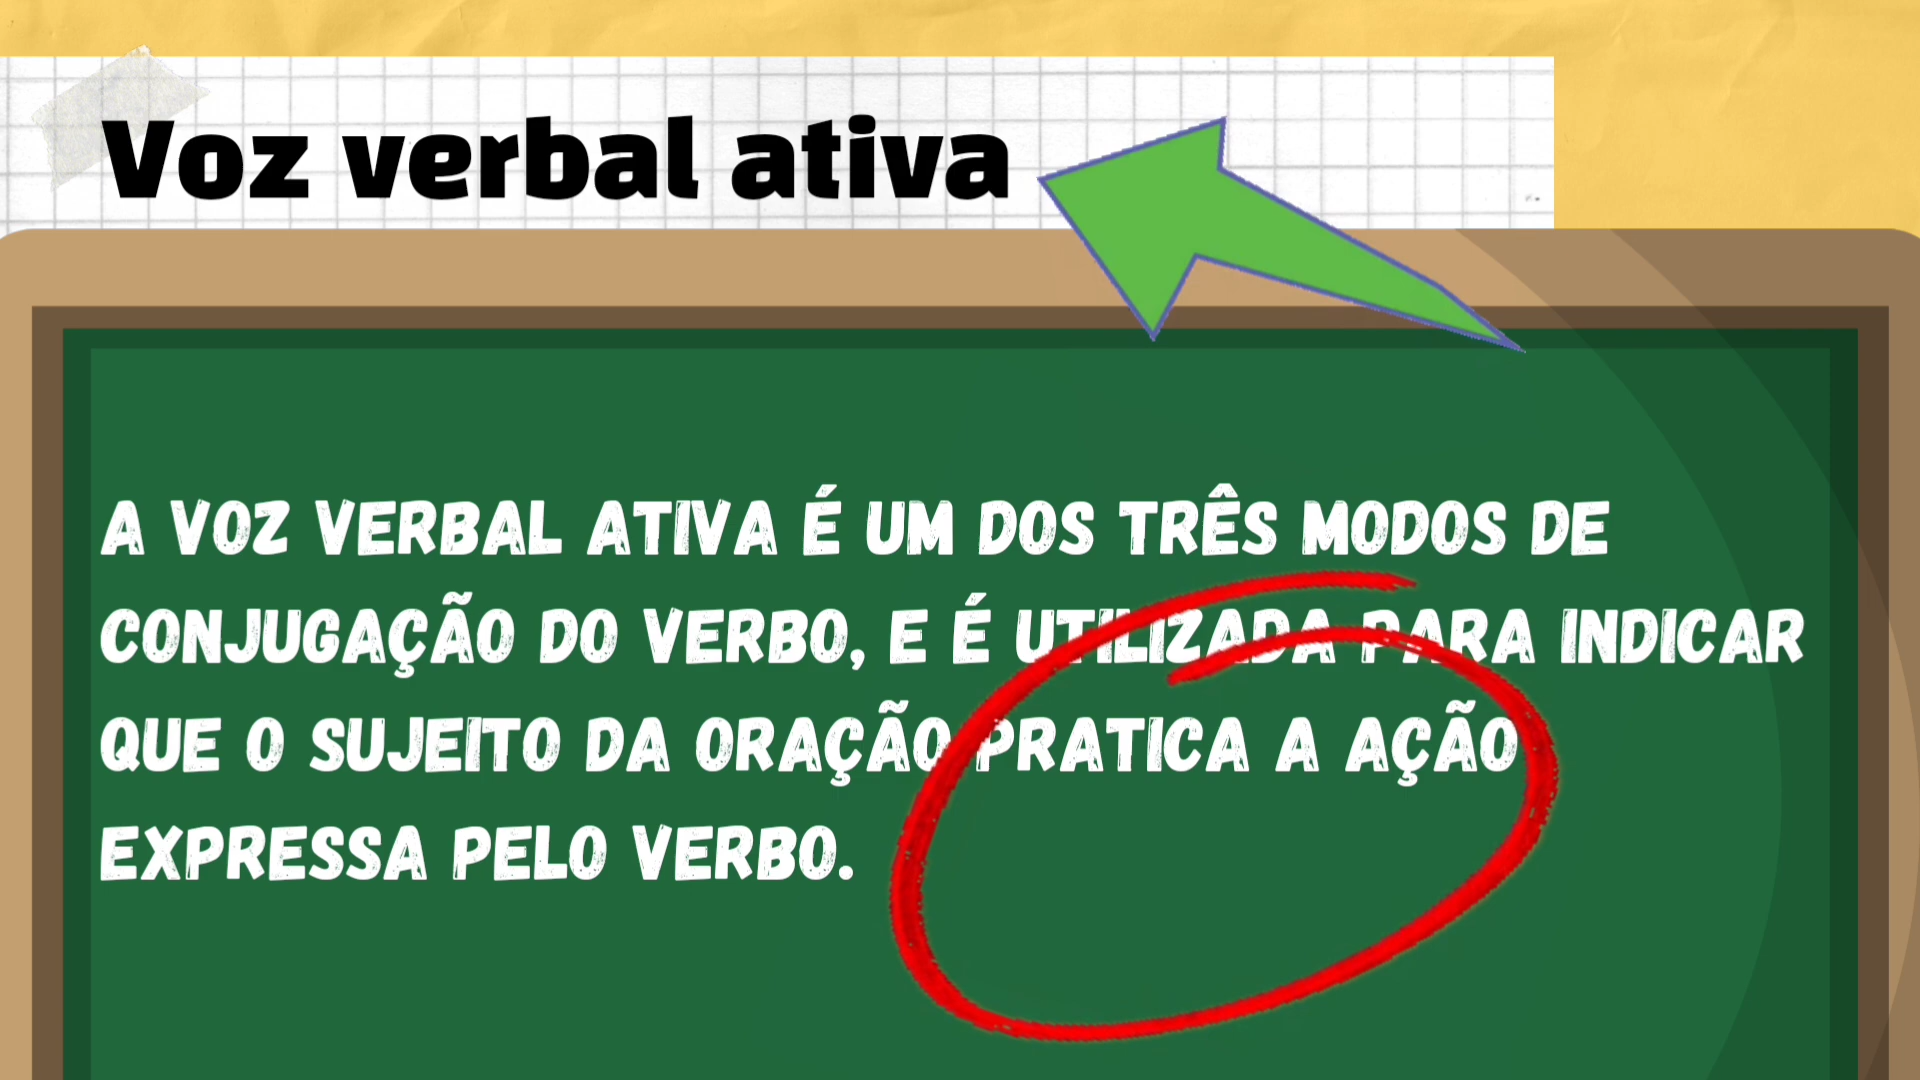 Voz verbal ativa
A VOZ VERBAL ATIVA É UM DOS TRÊS MODOS DE
CONJUGAÇÃO DO VERBO, E É UTILIZADA PARA INDICAR
QUE O SUJEITO DA ORAÇÃO PRATICA A AÇÃO
EXPRESSA PELO VERBO.